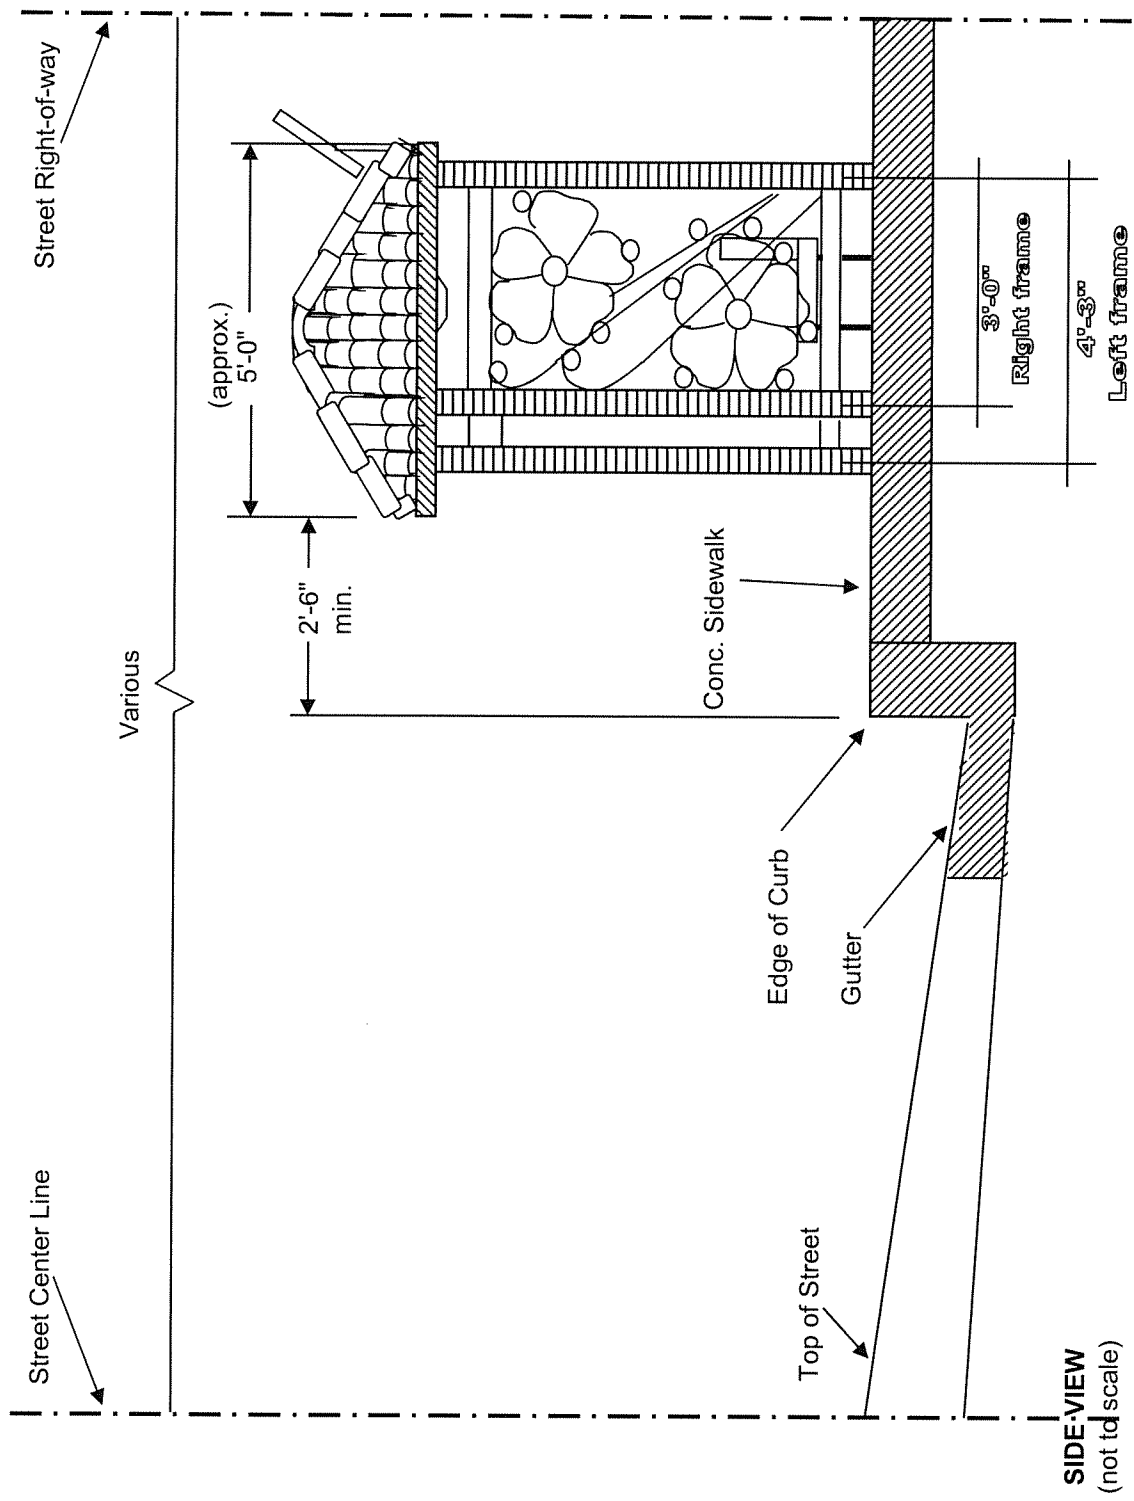 Street Center Line
Street Right-of-way
Various
(approx.)
5'-0"
2'-6"
min.
Conc. Sidewalk
Edge of Curb
Gutter
Top of Street
3'-0"
Right frame
4'-3"
Left frame
SIDE VIEW
(not to scale)